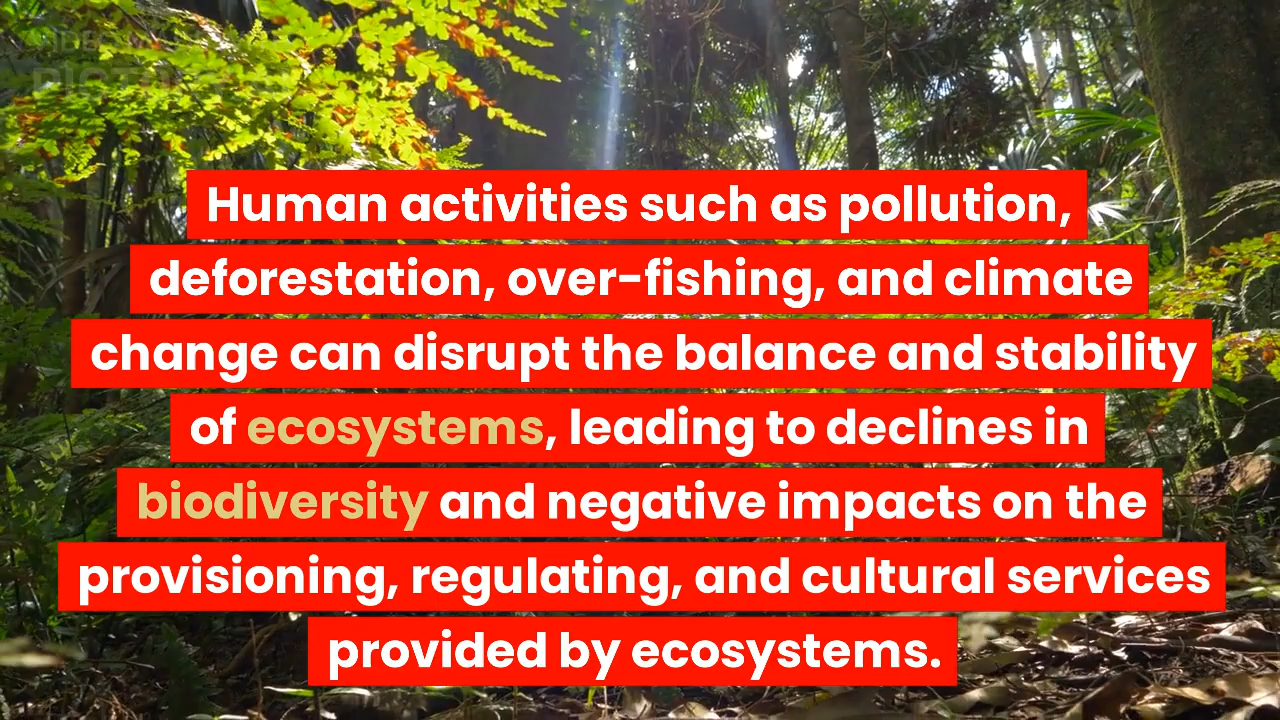 Human activities such as pollution,
deforestation, over-fishing, and climate
change can disrupt the balance and stability
of ecosystems, leading to declines in
biodiversity and negative impacts on the
provisioning, regulating, and cultural services
provided by ecosystems.